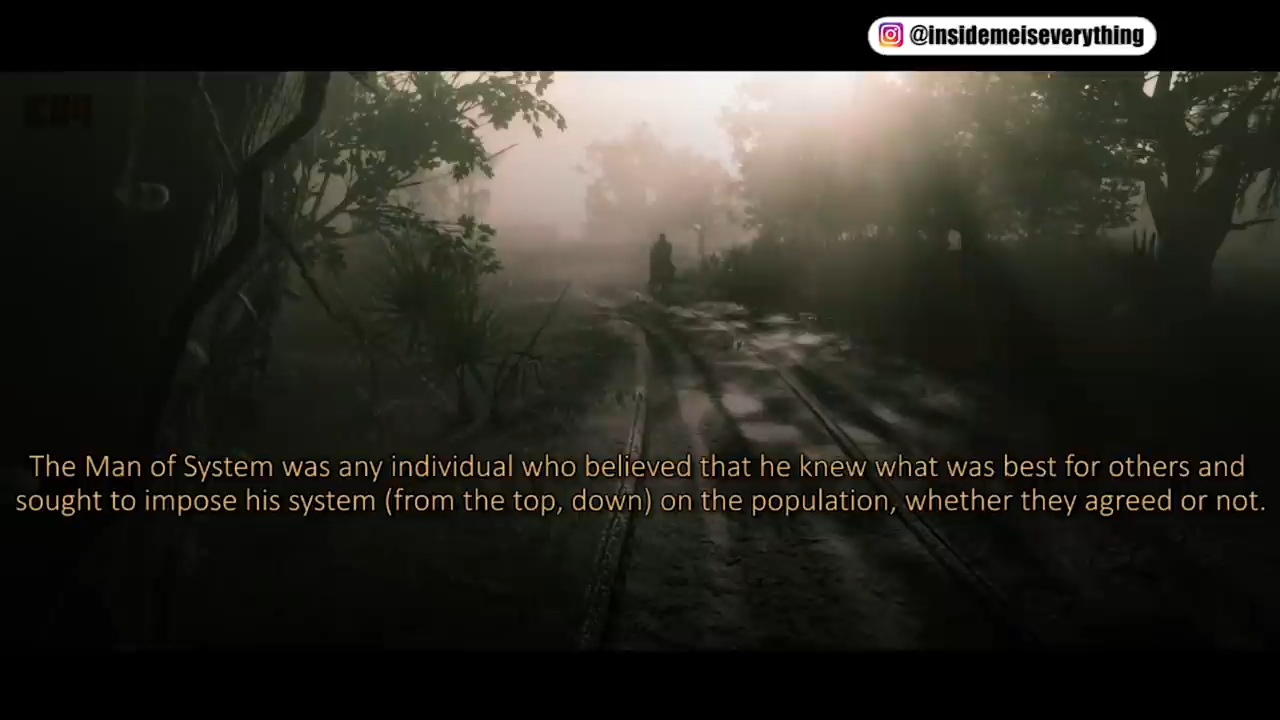 @insidemeiseverything
The Man of System was any individual who believed that he knew what was best for others and
sought to impose his system (from the top, down) on the population, whether they agreed or not.